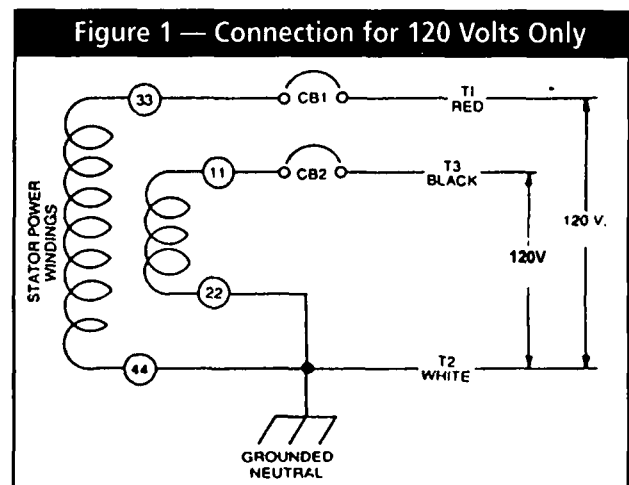 Figure 1 — Connection for 120 Volts Only
33
CB1
T1
RED
11
CB2
T3
BLACK
STATOR POWER
WINDINGS
120 V.
120V
22
44
T2
WHITE
GROUNDED
NEUTRAL